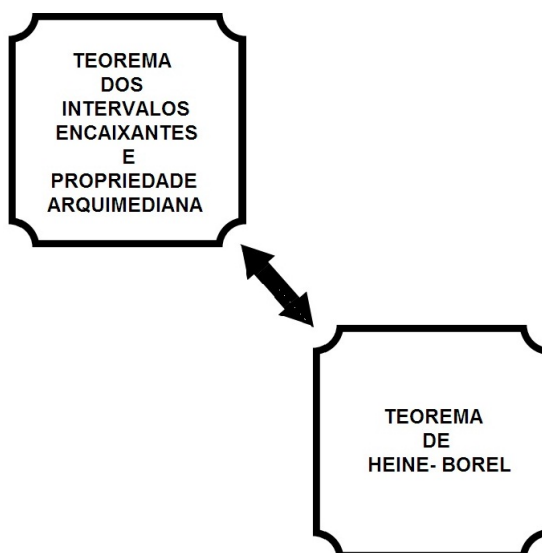 TEOREMA
DOS
INTERVALOS
ENCAIXANTES
E
PROPRIEDADE
ARQUIMEDIANA
TEOREMA
DE
HEINE- BOREL